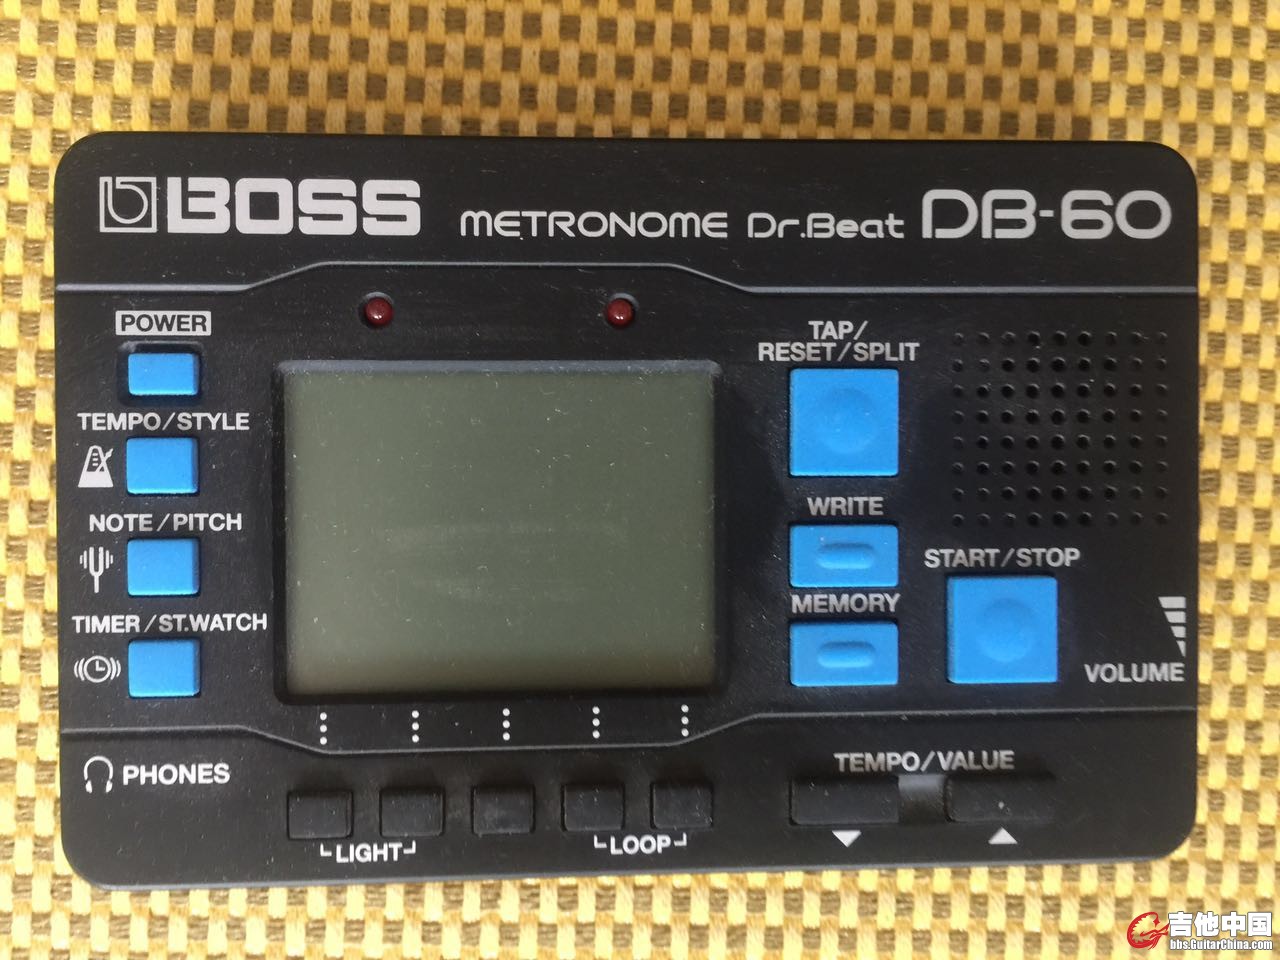 BOSS METRONOME Dr.Beat DB-60
POWER
TEMPO/STYLE
NOTE/PITCH
TIMER/ST.WATCH
PHONES
LIGHT
LOOP
TAP/
RESET/SPLIT
WRITE
MEMORY
START/STOP
VOLUME
TEMPO/VALUE
吉他中国
bbs.GuitarChina.com